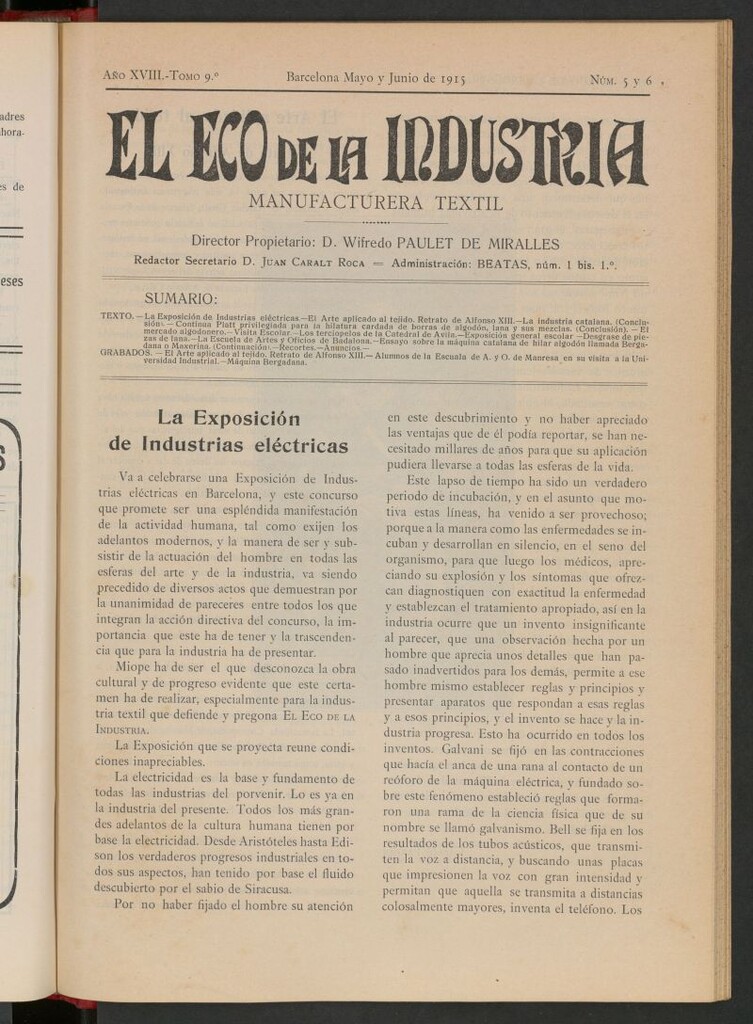 adres
hora-
s de
eses
S
AÑO XVIII.-TOMO 9.º
Barcelona Mayo y Junio de 1915
NÚM. 5 y 6
EL ECO DE LA INDUSTRIA
MANUFACTURERA TEXTIL
Director Propietario: D. Wifredo PAULET DE MIRALLES
Redactor Secretario D. JUAN CARALT ROCA = Administración: BEATAS, núm. 1 bis. 1.º.
SUMARIO:
TEXTO. — La Exposición de Industrias eléctricas.—El Arte aplicado al tejido. Retrato de Alfonso XIII.—La industria catalana. (Conclu-
sión). — Continua Platt privilegiada para la hilatura cardada de borras de algodón, lana y sus mezclas. (Conclusión). — El
mercado algodonero.— Visita Escolar.—Los terciopelos de la Catedral de Avila.—Exposición general escolar —Desgrase de pie-
zas de lana.—La Escuela de Artes y Oficios de Badalona.—Ensayo sobre la máquina catalana de hilar algodón llamada Berga-
dana o Maxerina. (Continuación).—Recortes.—Anuncios.—
GRABADOS. — El Arte aplicado al tejido. Retrato de Alfonso XIII.— Alumnos de la Escuela de A. y O. de Manresa en su visita a la Uni-
versidad Industrial.—Máquina Bergadana.
La Exposición
de Industrias eléctricas
Va a celebrarse una Exposición de Indus-
trias eléctricas en Barcelona, y este concurso
que promete ser una espléndida manifestación
de la actividad humana, tal como exijen los
adelantos modernos, y la manera de ser y sub-
sistir de la actuación del hombre en todas las
esferas del arte y de la industria, va siendo
precedido de diversos actos que demuestran por
la unanimidad de pareceres entre todos los que
integran la acción directiva del concurso, la im-
portancia que este ha de tener y la trascenden-
cia que para la industria ha de presentar.
Miope ha de ser el que desconozca la obra
cultural y de progreso evidente que este certa-
men ha de realizar, especialmente para la indus-
tria textil que defiende y pregona EL ECO DE LA
INDUSTRIA.
La Exposición que se proyecta reune condi-
ciones inapreciables.
La electricidad es la base y fundamento de
todas las industrias del porvenir. Lo es ya en
la industria del presente. Todos los más gran-
des adelantos de la cultura humana tienen por
base la electricidad. Desde Aristóteles hasta Edi-
son los verdaderos progresos industriales en to-
dos sus aspectos, han tenido por base el fluido
descubierto por el sabio de Siracusa.
Por no haber fijado el hombre su atención
en este descubrimiento y no haber apreciado
las ventajas que de él podía reportar, se han ne-
cesitado millares de años para que su aplicación
pudiera llevarse a todas las esferas de la vida.
Este lapso de tiempo ha sido un verdadero
periodo de incubación, y en el asunto que mo-
tiva estas líneas, ha venido a ser provechoso;
porque a la manera como las enfermedades se in-
cuban y desarrollan en silencio, en el seno del
organismo, para que luego los médicos, apre-
ciando su explosión y los síntomas que ofrez-
can diagnostiquen con exactitud la enfermedad
y establezcan el tratamiento apropiado, así en la
industria ocurre que un invento insignificante
al parecer, que una observación hecha por un
hombre que aprecia unos detalles que han pa-
sado inadvertidos para los demás, permite a ese
hombre mismo establecer reglas y principios y
presentar aparatos que respondan a esas reglas
y a esos principios, y el invento se hace y la in-
dustria progresa. Esto ha ocurrido en todos los
inventos. Galvani se fijó en las contracciones
que hacía el anca de una rana al contacto de un
reóforo de la máquina eléctrica, y fundado so-
bre este fenómeno estableció reglas que forma-
ron una rama de la ciencia física que de su
nombre se llamó galvanismo. Bell se fija en los
resultados de los tubos acústicos, que transmi-
ten la voz a distancia, y buscando unas placas
que impresionen la voz con gran intensidad y
permitan que aquella se transmita a distancias
colosalmente mayores, inventa el teléfono. Los